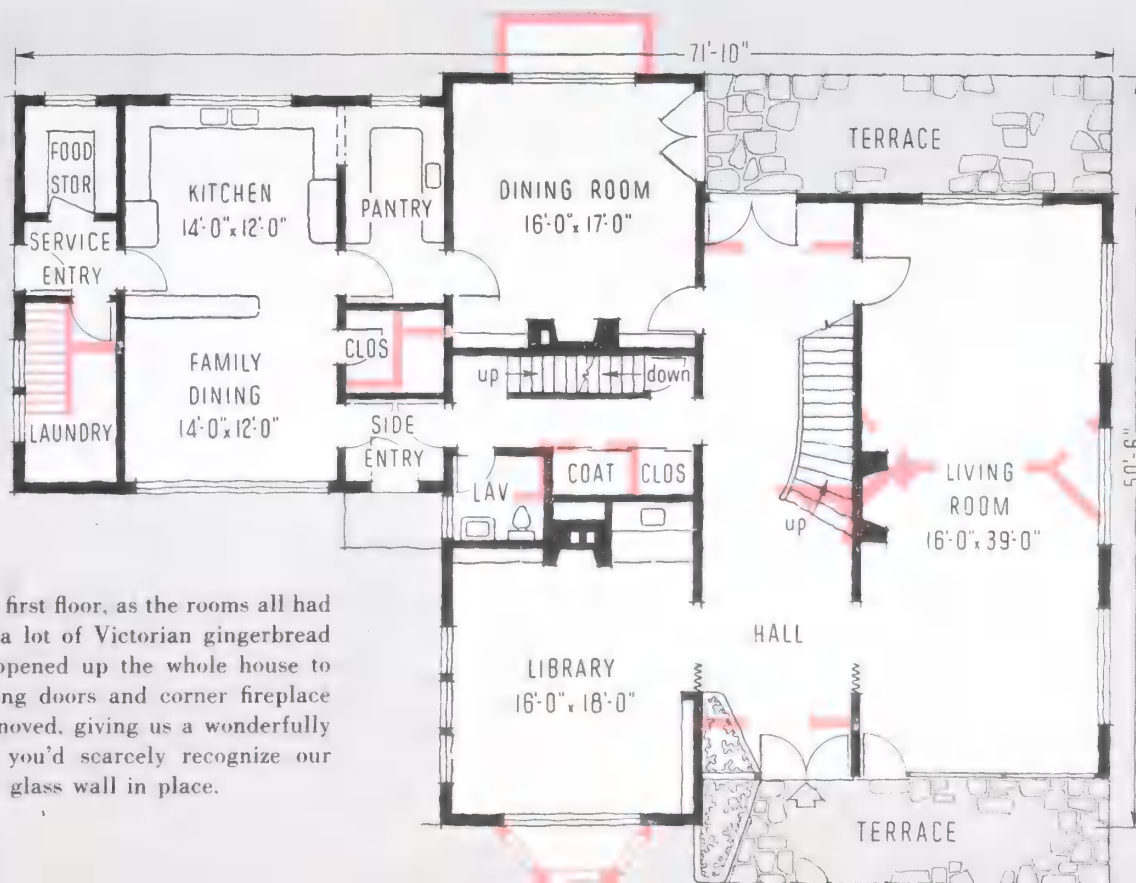 71'-10"
TERRACE
FOOD
STOR
KITCHEN
14'-0" x 12'-0"
PANTRY
DINING ROOM
16'-0" x 17'-0"
SERVICE
ENTRY
CLOS
FAMILY
DINING
14'-0" x 12'-0"
up
down
LAUNDRY
SIDE
ENTRY
LAV
COAT
CLOS
up
LIVING
ROOM
16'-0" x 39'-0"
50'-9"
HALL
LIBRARY
16'-0" x 18'-0"
TERRACE
first floor, as the rooms all had
a lot of Victorian gingerbread
opened up the whole house to
ing doors and corner fireplace
moved, giving us a wonderfully
you'd scarcely recognize our
glass wall in place.